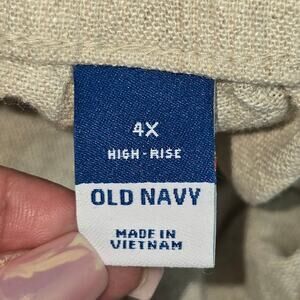 4X
HIGH-RISE
OLD NAVY
MADE IN
VIETNAM